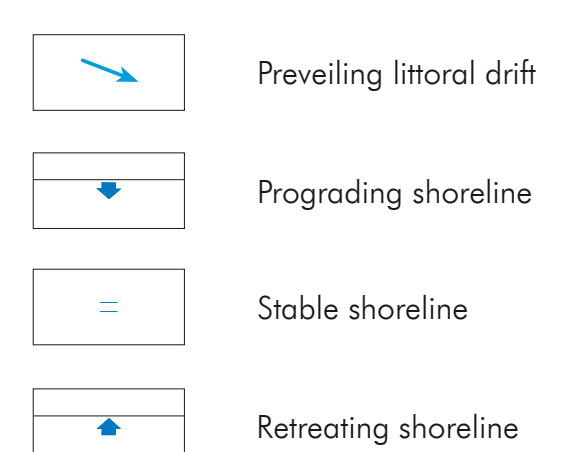 Preveiling littoral drift
Prograding shoreline
Stable shoreline
Retreating shoreline